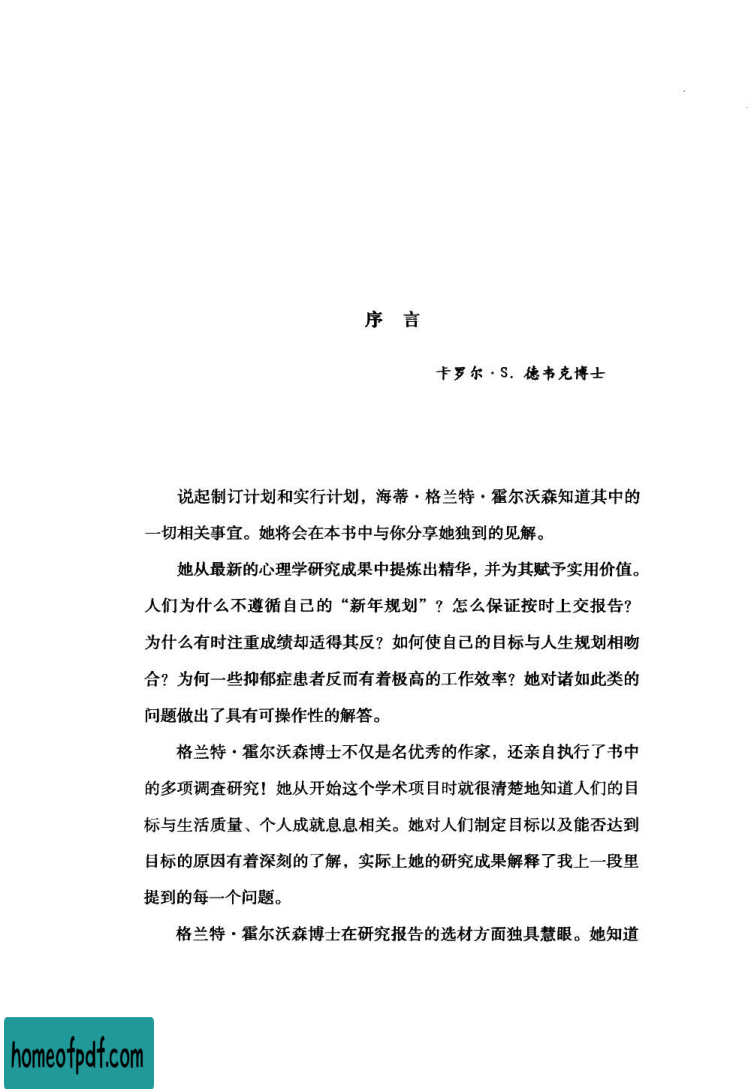 序 言
卡罗尔·S. 德韦克博士
说起制订计划和实行计划，海蒂·格兰特·霍尔沃森知道其中的
一切相关事宜。她将会在本书中与你分享她独到的见解。
她从最新的心理学研究成果中提炼出精华，并为其赋予实用价值。
人们为什么不遵循自己的“新年规划”？怎么保证按时上交报告？
为什么有时注重成绩却适得其反？如何使自己的目标与人生规划相吻
合？为何一些抑郁症患者反而有着极高的工作效率？她对诸如此类的
问题做出了具有可操作性的解答。
格兰特·霍尔沃森博士不仅是名优秀的作家，还亲自执行了书中
的多项调查研究！她从开始这个学术项目时就很清楚地知道人们的目
标与生活质量、个人成就息息相关。她对人们制定目标以及能否达到
目标的原因有着深刻的了解，实际上她的研究成果解释了我上一段里
提到的每一个问题。
格兰特·霍尔沃森博士在研究报告的选材方面独具慧眼。她知道
homeofpdf.com